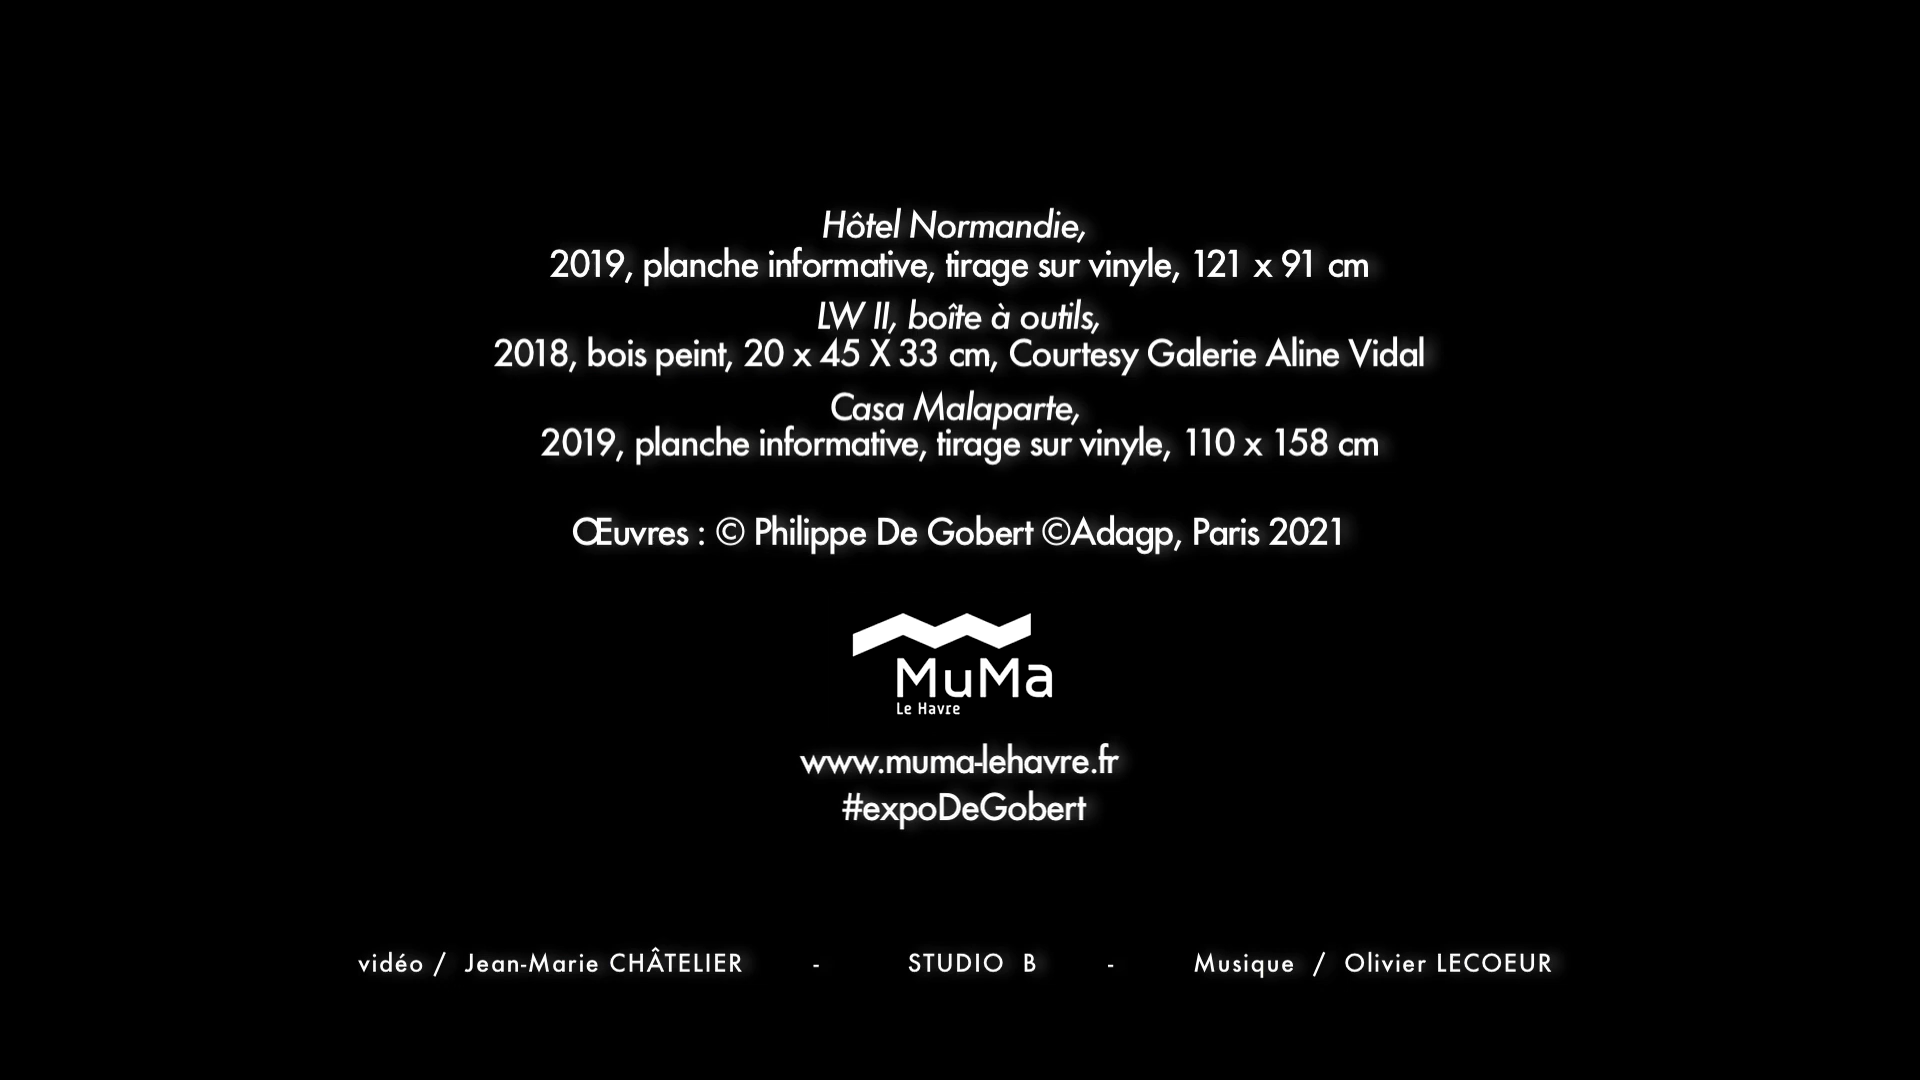 Hôtel Normandie,
2019, planche informative, tirage sur vinyle, 121 x 91 cm
LW II, boîte à outils,
2018, bois peint, 20 x 45 X 33 cm, Courtesy Galerie Aline Vidal
Casa Malaparte,
2019, planche informative, tirage sur vinyle, 110 x 158 cm
Œuvres : © Philippe De Gobert ©Adagp, Paris 2021
MuMa
Le Havre
www.muma-lehavre.fr
#expoDeGobert
vidéo / Jean-Marie CHÂTELIER - STUDIO B - Musique / Olivier LECOEUR